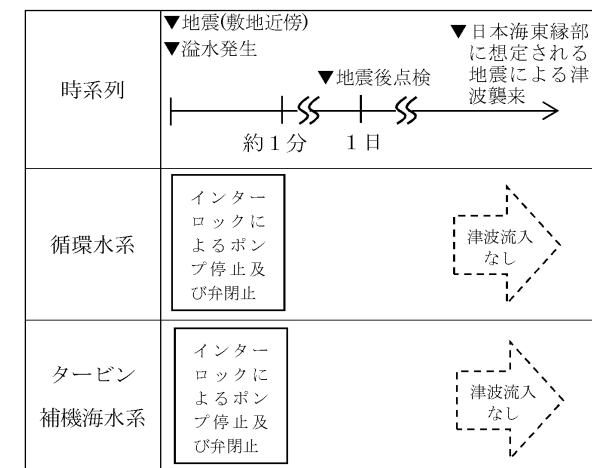 時系列
▼地震(敷地近傍)
▼溢水発生
▼地震後点検
▼日本海東縁部
に想定される
地震による津
波襲来
約1分
1日
循環水系
インター
ロックに
よるポン
プ停止及
び弁閉止
津波流入
なし
タービン
補機海水系
インター
ロックに
よるポン
プ停止及
び弁閉止
津波流入
なし